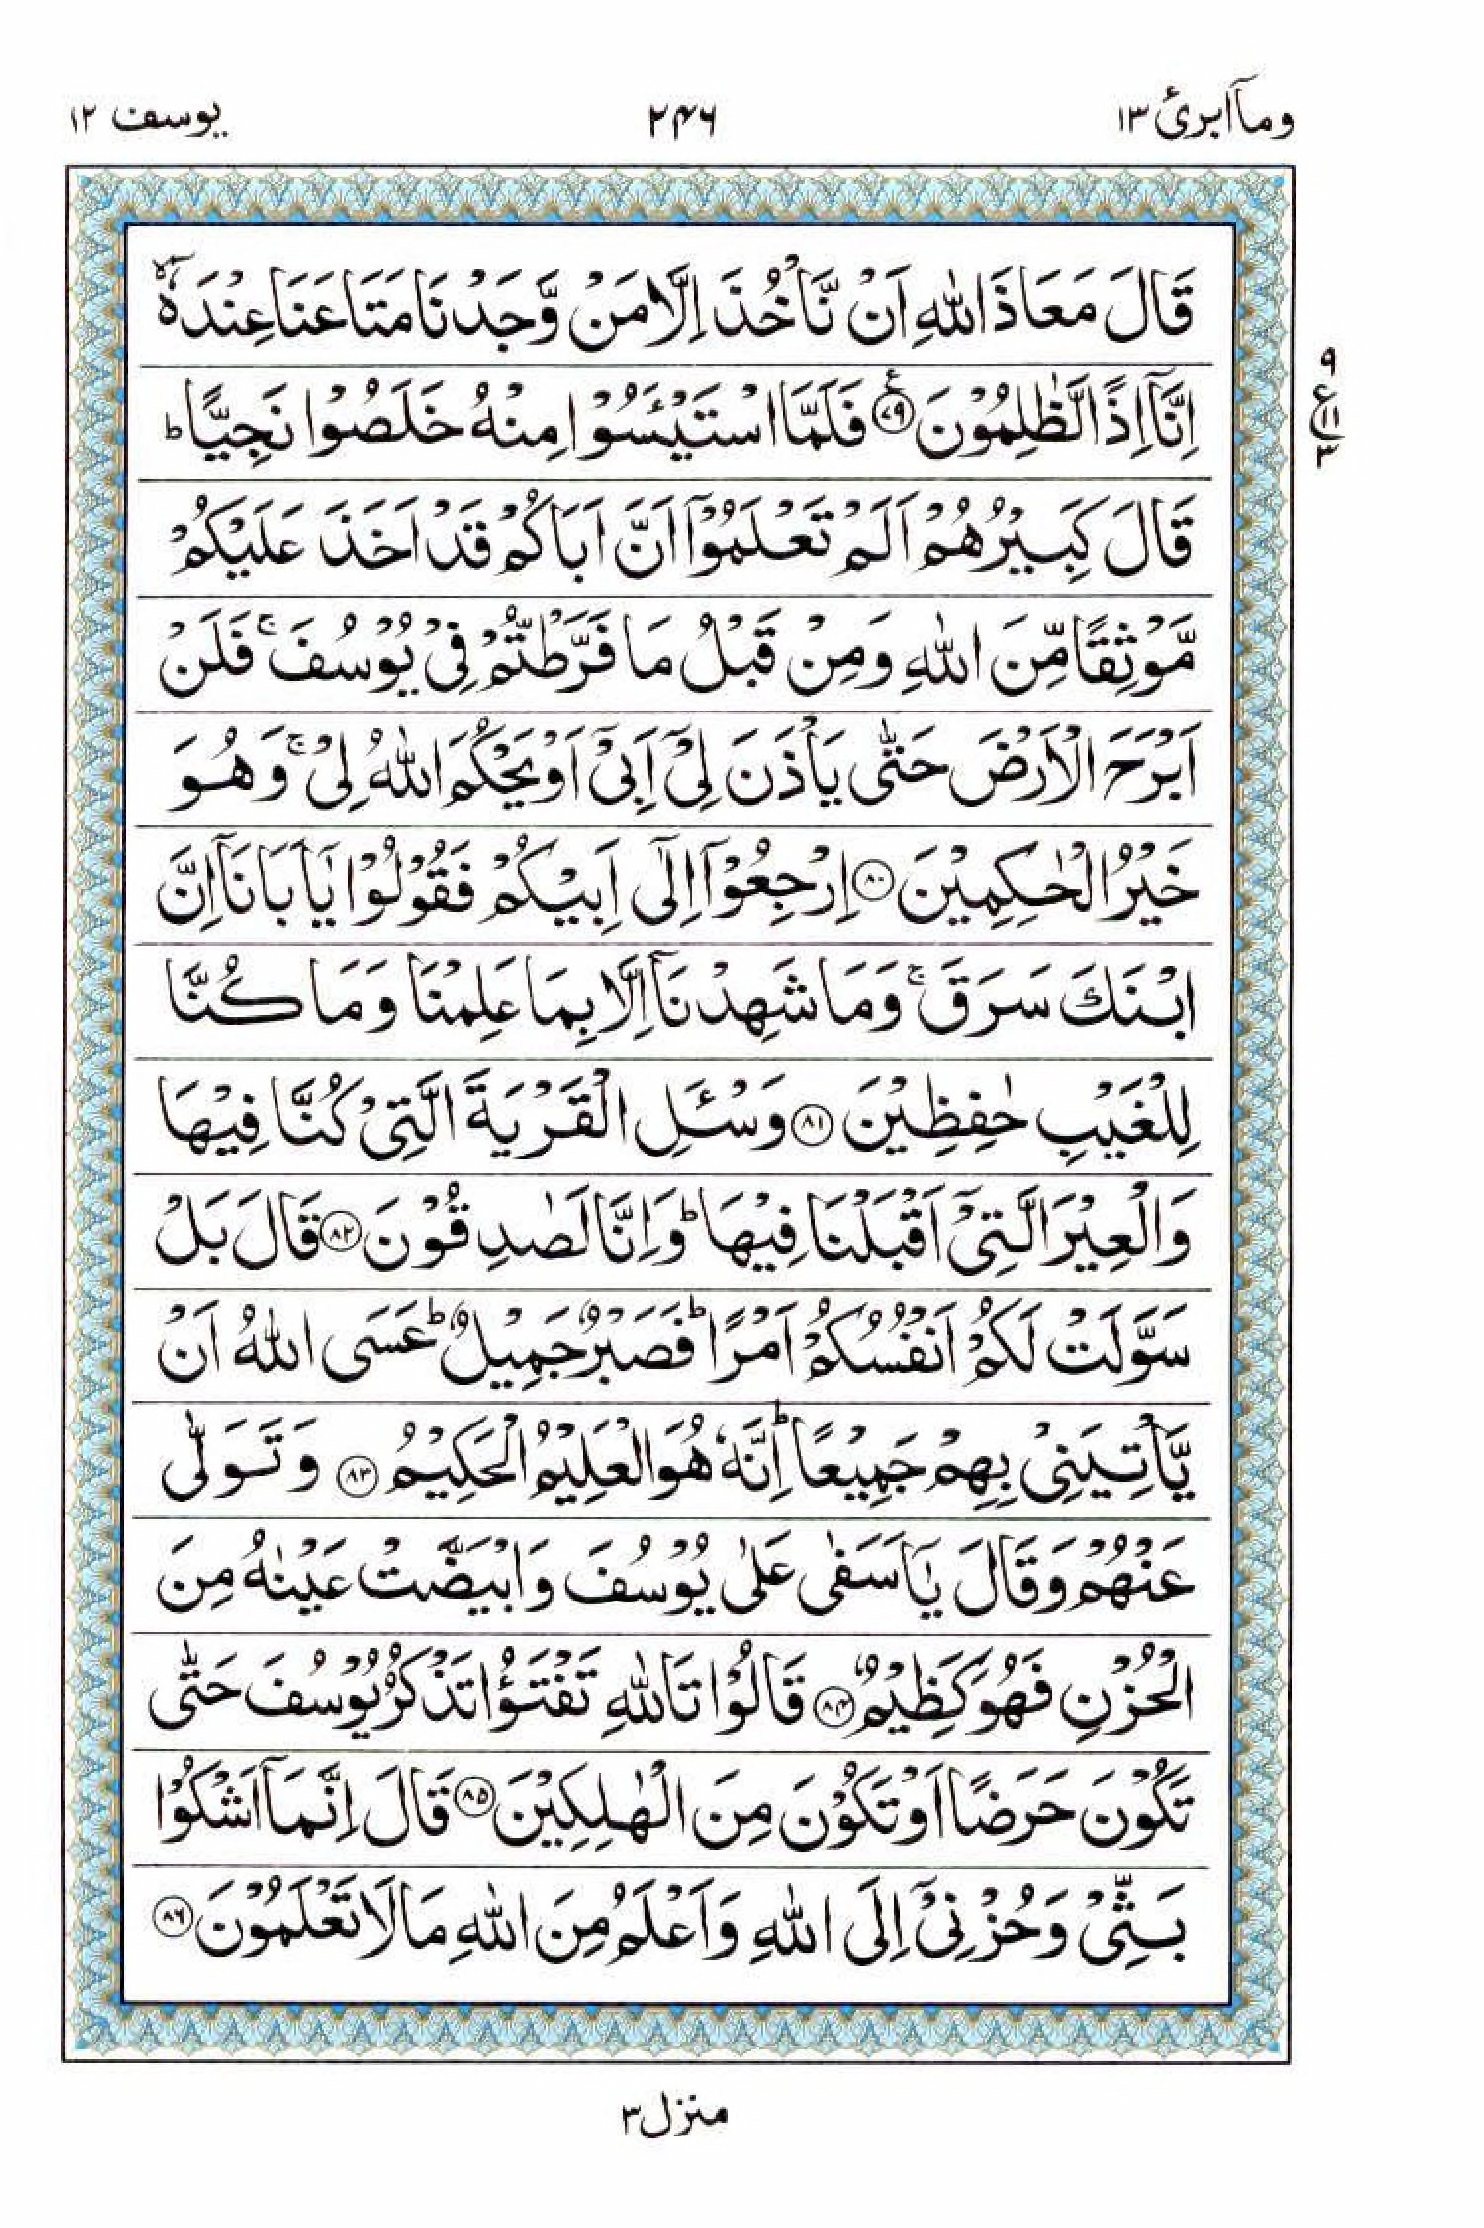 وماۤ ابرئ ١٣
٢٤٦
يوسف ١٢
قَالَ مَعَاذَ اللّٰهِ اَنْ نَّاْخُذَ اِلَّا مَنْ وَّجَدْنَا مَتَاعَنَا عِنْدَهٗۤ ۙ
اِنَّاۤ اِذًا لَّظٰلِمُوْنَ ﴿٧٩﴾ ع فَلَمَّا اسْتَيْـَٔسُوْا مِنْهُ خَلَصُوْا نَجِيًّا ؕ
٩
ع ١١
٣
قَالَ كَبِيْرُهُمْ اَلَمْ تَعْلَمُوْۤا اَنَّ اَبَاكُمْ قَدْ اَخَذَ عَلَيْكُمْ
مَّوْثِقًا مِّنَ اللّٰهِ وَمِنْ قَبْلُ مَا فَرَّطْتُّمْ فِيْ يُوْسُفَ ۚ فَلَنْ
اَبْرَحَ الْاَرْضَ حَتّٰى يَاْذَنَ لِيْۤ اَبِيْۤ اَوْ يَحْكُمَ اللّٰهُ لِيْ ۚ وَهُوَ
خَيْرُ الْحٰكِمِيْنَ ﴿٨٠﴾ اِرْجِعُوْۤا اِلٰۤى اَبِيْكُمْ فَقُوْلُوْا يٰۤاَبَانَاۤ اِنَّ
ابْنَكَ سَرَقَ ۚ وَمَا شَهِدْنَاۤ اِلَّا بِمَا عَلِمْنَا وَمَا كُنَّا
لِلْغَيْبِ حٰفِظِيْنَ ﴿٨١﴾ وَسْـَٔلِ الْقَرْيَةَ الَّتِيْ كُنَّا فِيْهَا
وَالْعِيْرَ الَّتِيْۤ اَقْبَلْنَا فِيْهَا ؕ وَاِنَّا لَصٰدِقُوْنَ ﴿٨٢﴾ قَالَ بَلْ
سَوَّلَتْ لَكُمْ اَنْفُسُكُمْ اَمْرًا ؕ فَصَبْرٌ جَمِيْلٌ ؕ عَسَى اللّٰهُ اَنْ
يَّاْتِيَنِيْ بِهِمْ جَمِيْعًا ؕ اِنَّهٗ هُوَ الْعَلِيْمُ الْحَكِيْمُ ﴿٨٣﴾ وَتَوَلّٰى
عَنْهُمْ وَقَالَ يٰۤاَسَفٰى عَلٰى يُوْسُفَ وَابْيَضَّتْ عَيْنٰهُ مِنَ
الْحُزْنِ فَهُوَ كَظِيْمٌ ﴿٨٤﴾ قَالُوْا تَاللّٰهِ تَفْتَؤُا تَذْكُرُ يُوْسُفَ حَتّٰى
تَكُوْنَ حَرَضًا اَوْ تَكُوْنَ مِنَ الْهٰلِكِيْنَ ﴿٨٥﴾ قَالَ اِنَّمَاۤ اَشْكُوْا
بَثِّيْ وَحُزْنِيْۤ اِلَى اللّٰهِ وَاَعْلَمُ مِنَ اللّٰهِ مَا لَا تَعْلَمُوْنَ ﴿٨٦﴾
منزل ٣